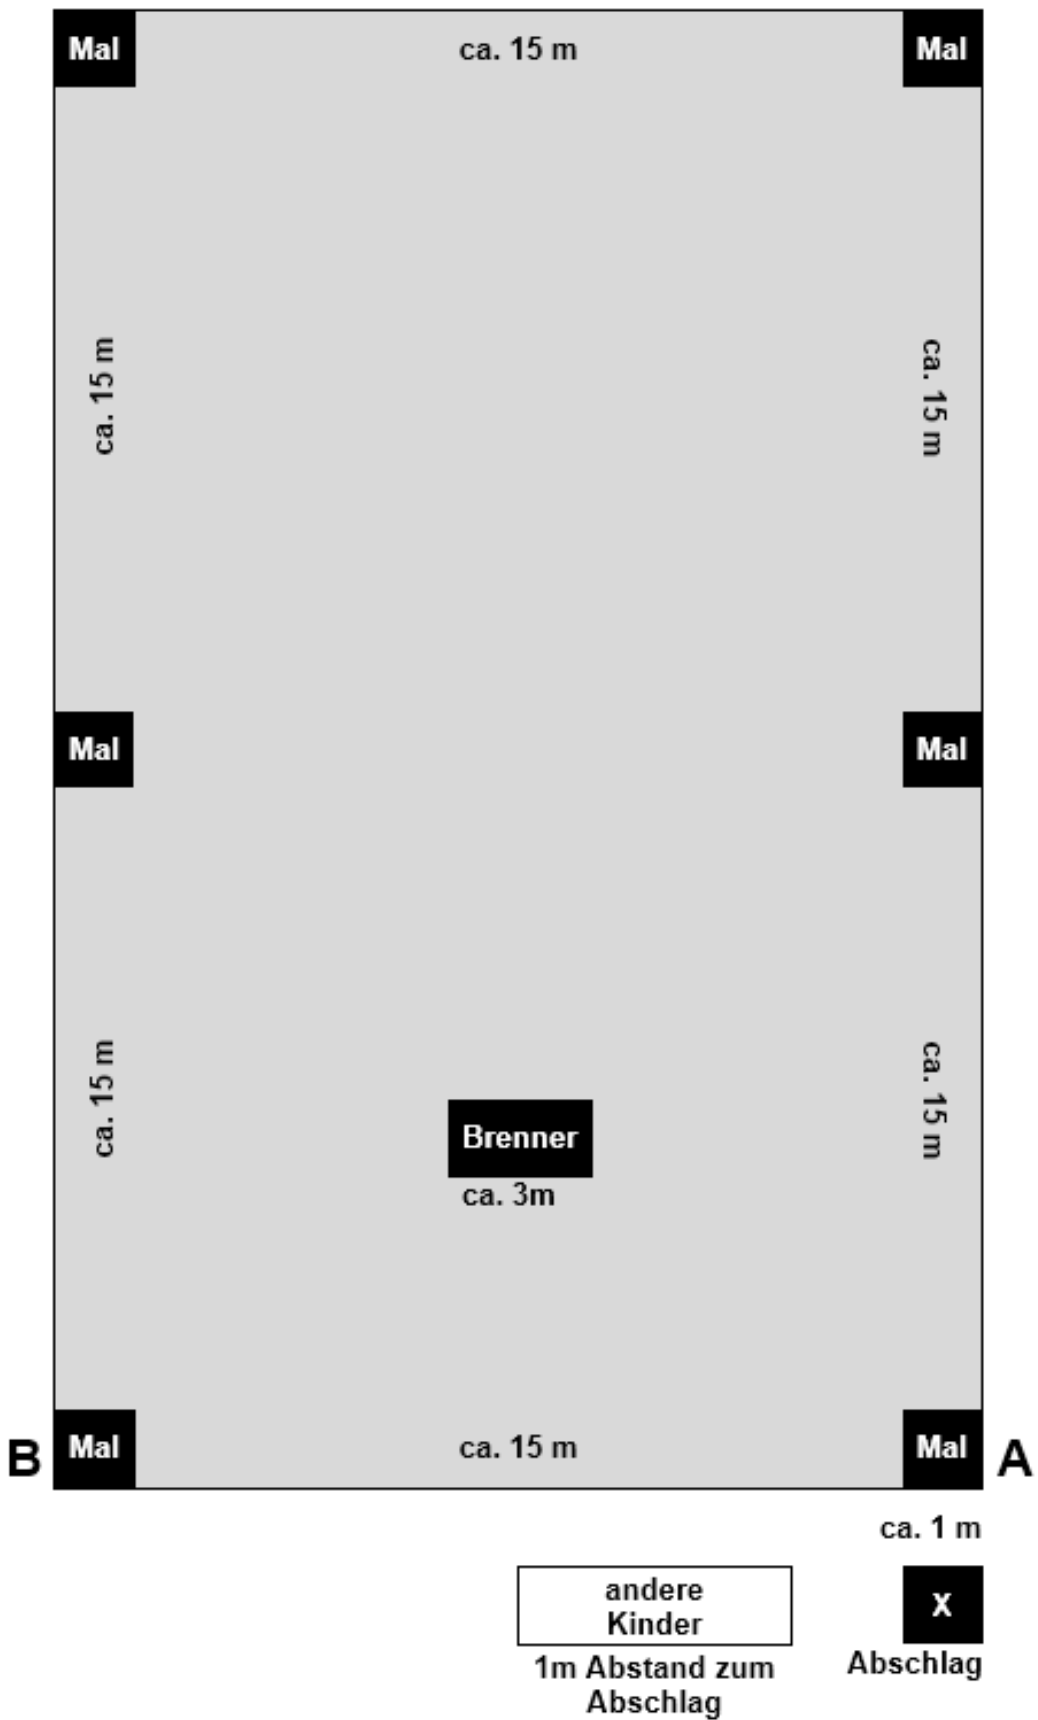 Mal
ca. 15 m
Mal
ca. 15 m
ca. 15 m
Mal
Mal
ca. 15 m
ca. 15 m
Brenner
ca. 3m
B
Mal
ca. 15 m
Mal
A
ca. 1 m
andere
Kinder
X
1m Abstand zum
Abschlag
Abschlag